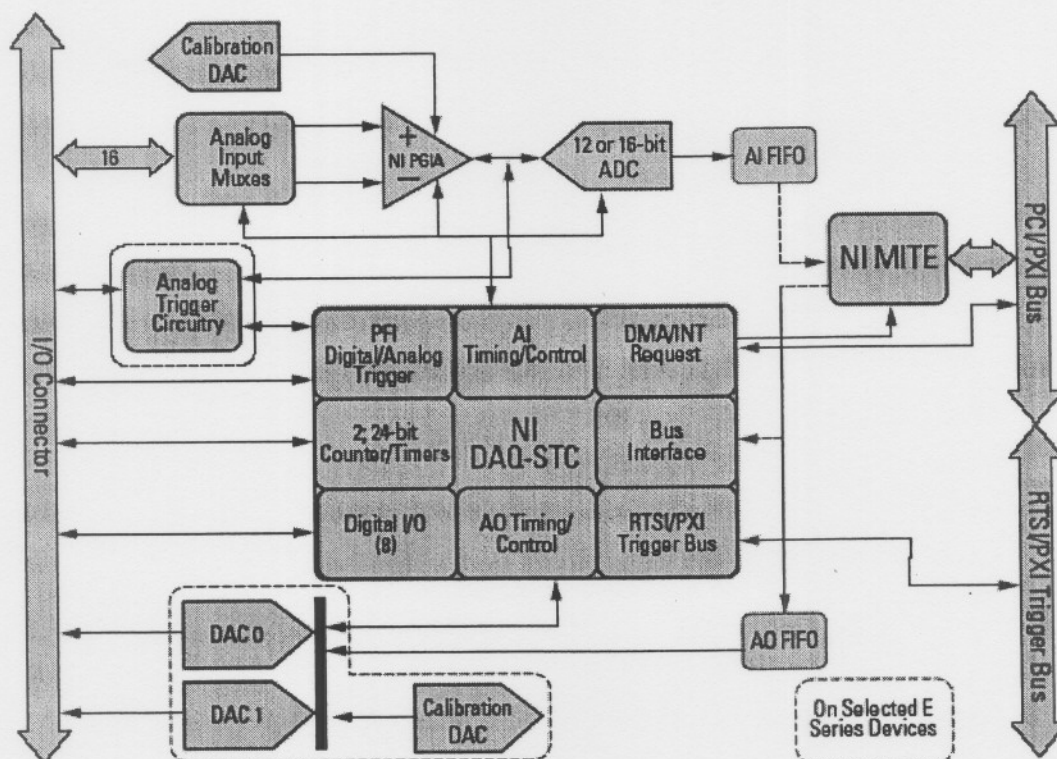 Calibration
DAC
16
Analog
Input
Muxes
+
NI PGIA
−
12 or 16-bit
ADC
AI FIFO
NI MITE
PCI/PXI Bus
I/O Connector
Analog
Trigger
Circuitry
PFI
Digital/Analog
Trigger
AI
Timing/Control
DMA/INT
Request
2; 24-bit
Counter/Timers
NI
DAQ-STC
Bus
Interface
Digital I/O
(8)
AO Timing/
Control
RTSI/PXI
Trigger Bus
RTSI/PXI Trigger Bus
DAC 0
DAC 1
Calibration
DAC
AO FIFO
On Selected E
Series Devices